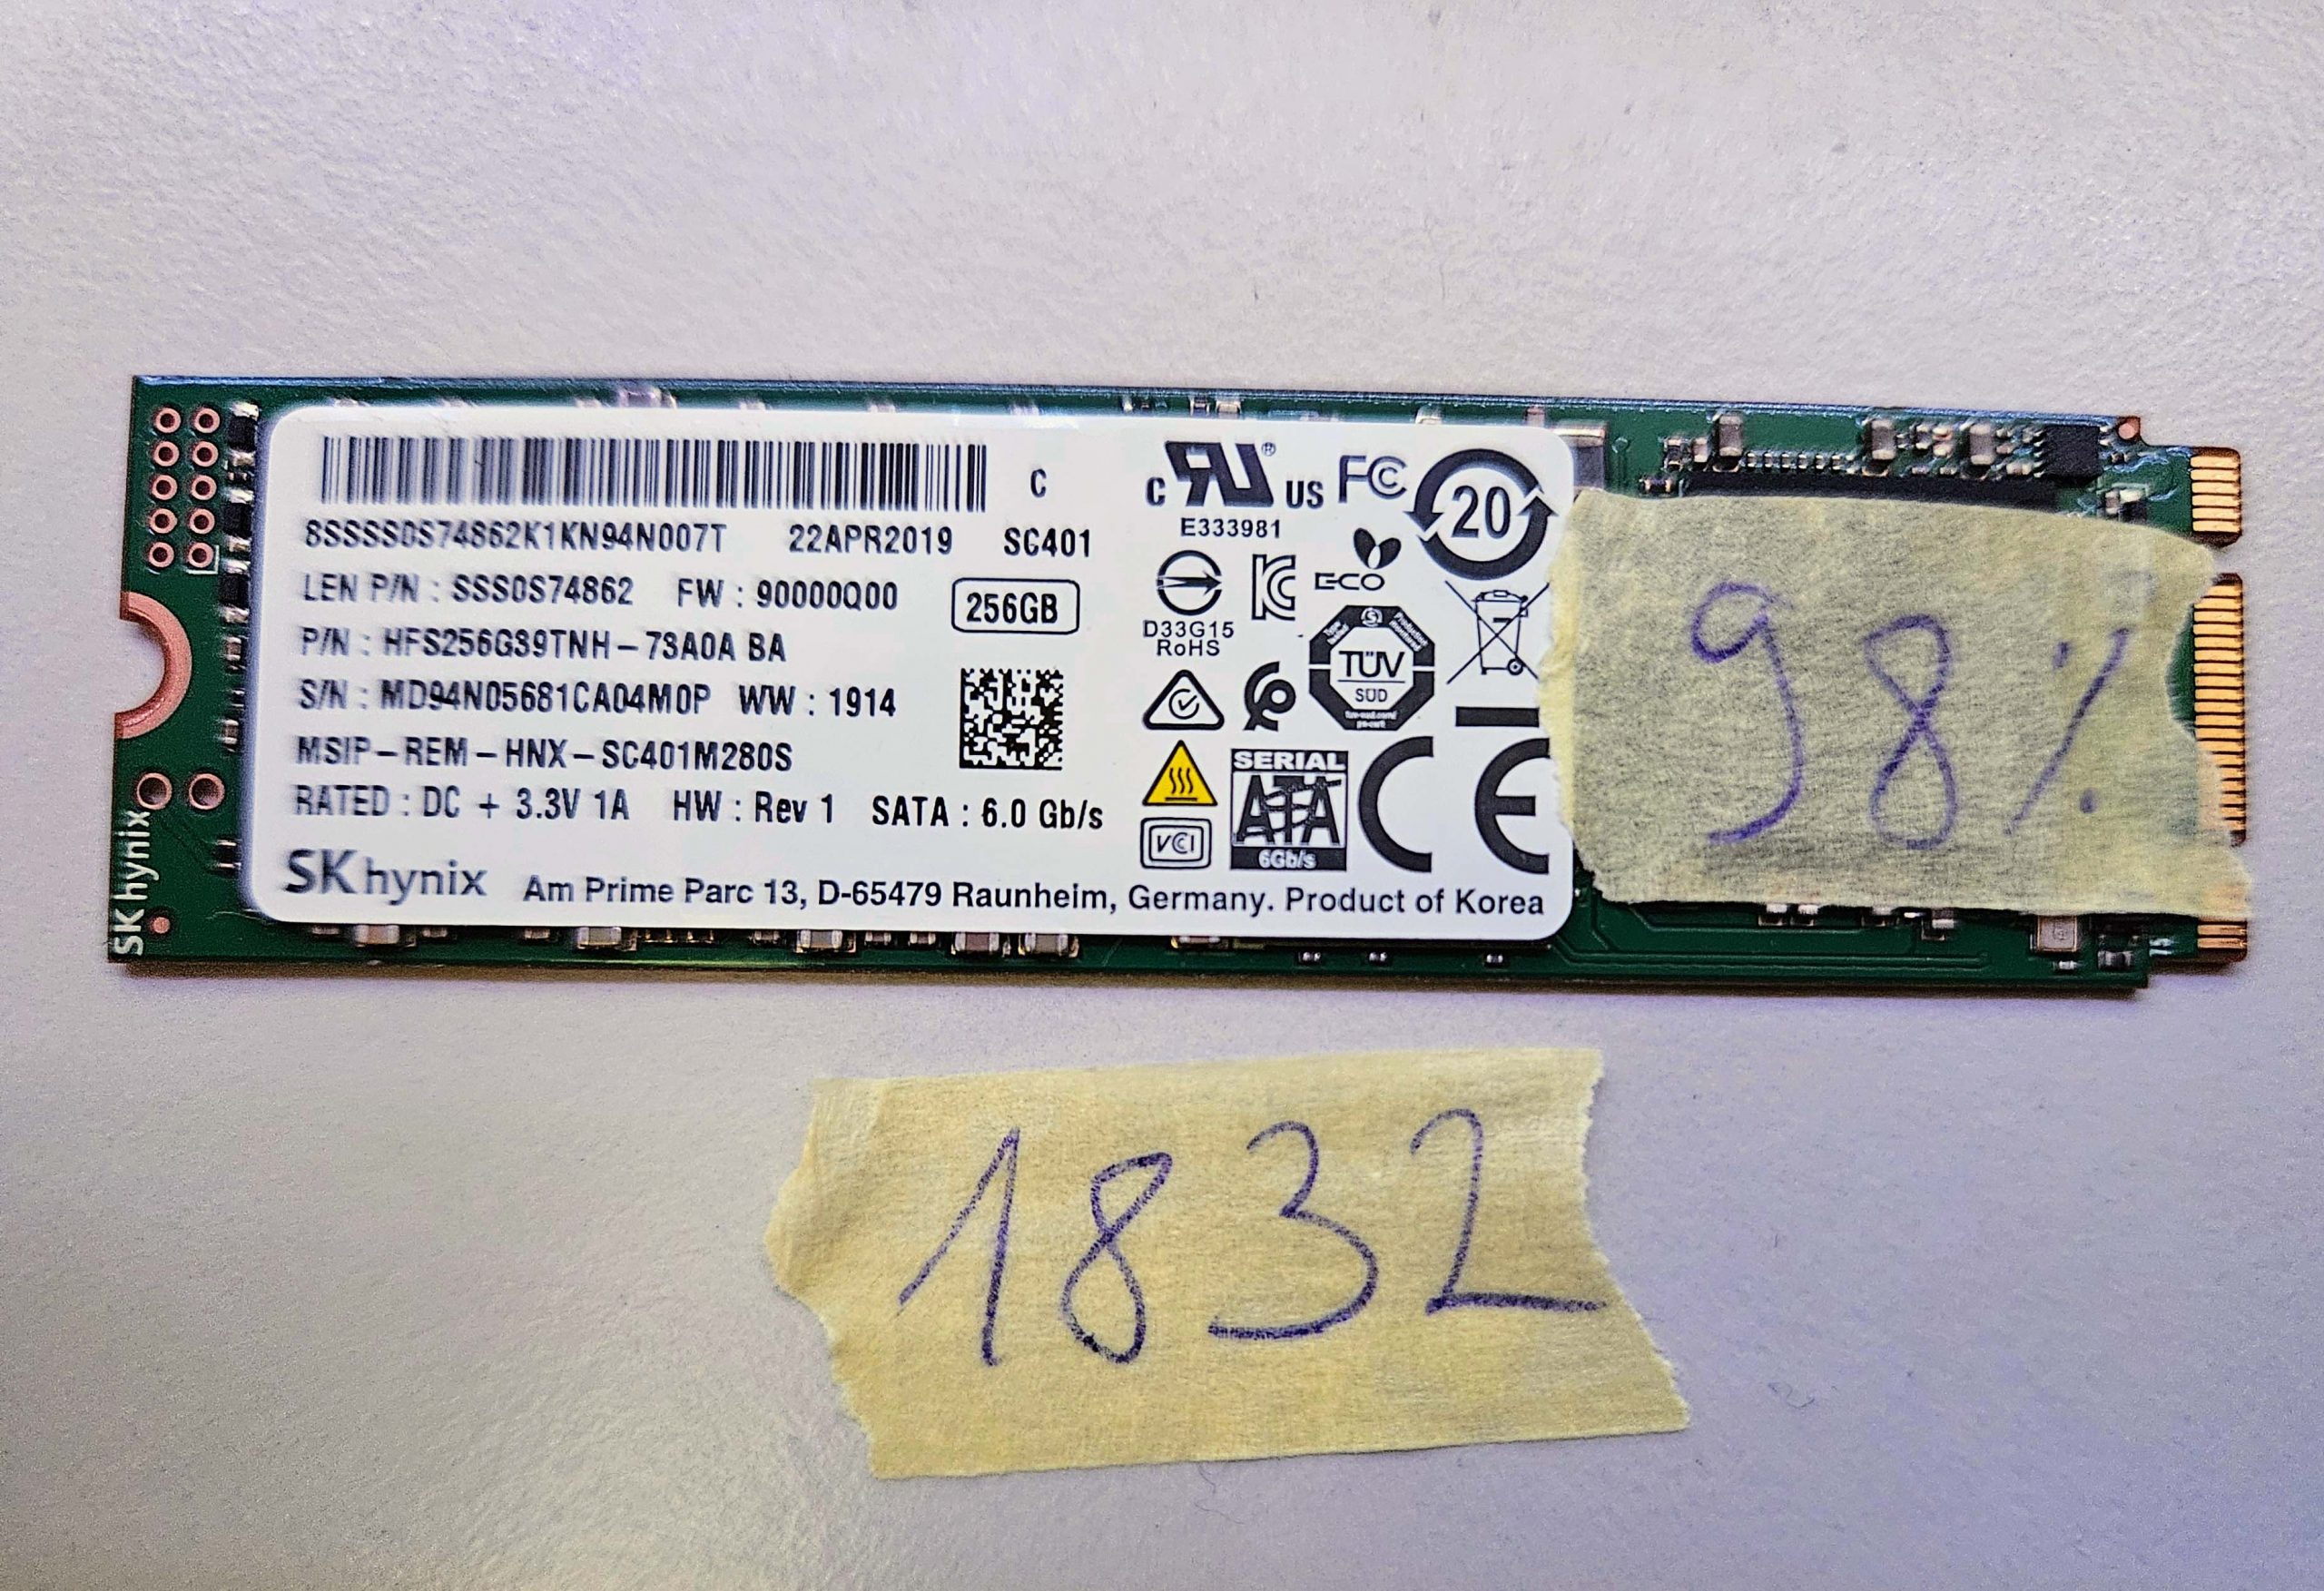 C
8SSSS0S74862K1KN94N007T 22APR2019 SC401
LEN P/N : SSS0S74862 FW : 90000Q00 256GB
P/N : HFS256G39TNH-73A0A BA
S/N : MD94N05681CA04M0P WW : 1914
MSIP-REM-HNX-SC401M280S
RATED : DC + 3.3V 1A HW : Rev 1 SATA : 6.0 Gb/s
SK hynix Am Prime Parc 13, D-65479 Raunheim, Germany. Product of Korea
C RU ® US FC 20
E333981
ECO
D33G15
RoHS
TÜV
SÜD
SERIAL
ATA
6Gb/s
VCI
CE
SK hynix
98%
1832